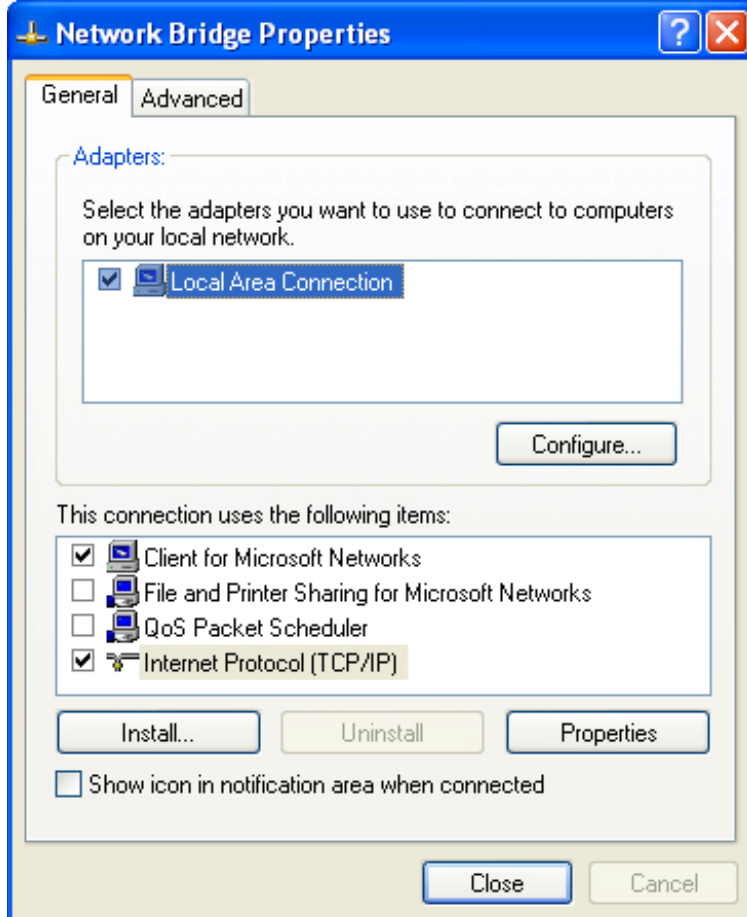 Network Bridge Properties
General
Advanced
Adapters:
Select the adapters you want to use to connect to computers
on your local network.
Local Area Connection
Configure...
This connection uses the following items:
Client for Microsoft Networks
File and Printer Sharing for Microsoft Networks
QoS Packet Scheduler
Internet Protocol (TCP/IP)
Install...
Uninstall
Properties
Show icon in notification area when connected
Close
Cancel